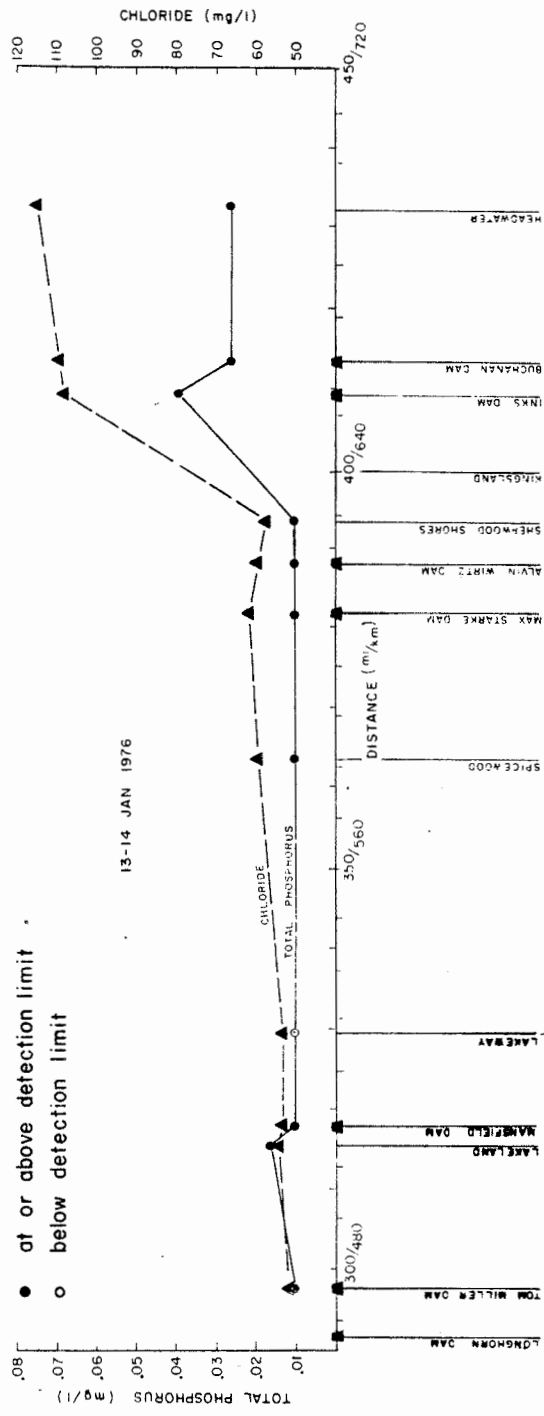 ● at or above detection limit
○ below detection limit
13-14 JAN 1976
TOTAL PHOSPHORUS (mg/l)
.08
.07
.06
.05
.04
.03
.02
.01
CHLORIDE (mg/l)
120
110
100
90
80
70
60
50
CHLORIDE
TOTAL PHOSPHORUS
300/480
350/560
400/640
450/720
DISTANCE (mi/km)
LONGHORN DAM
TOM MILLER DAM
LAKELAND
MANSFIELD DAM
LAKEWAY
SPICEWOOD
MAX STARKE DAM
ALVIN WIRTZ DAM
SHERWOOD SHORES
KINGSLAND
INKS DAM
BUCHANAN DAM
HEADWATER